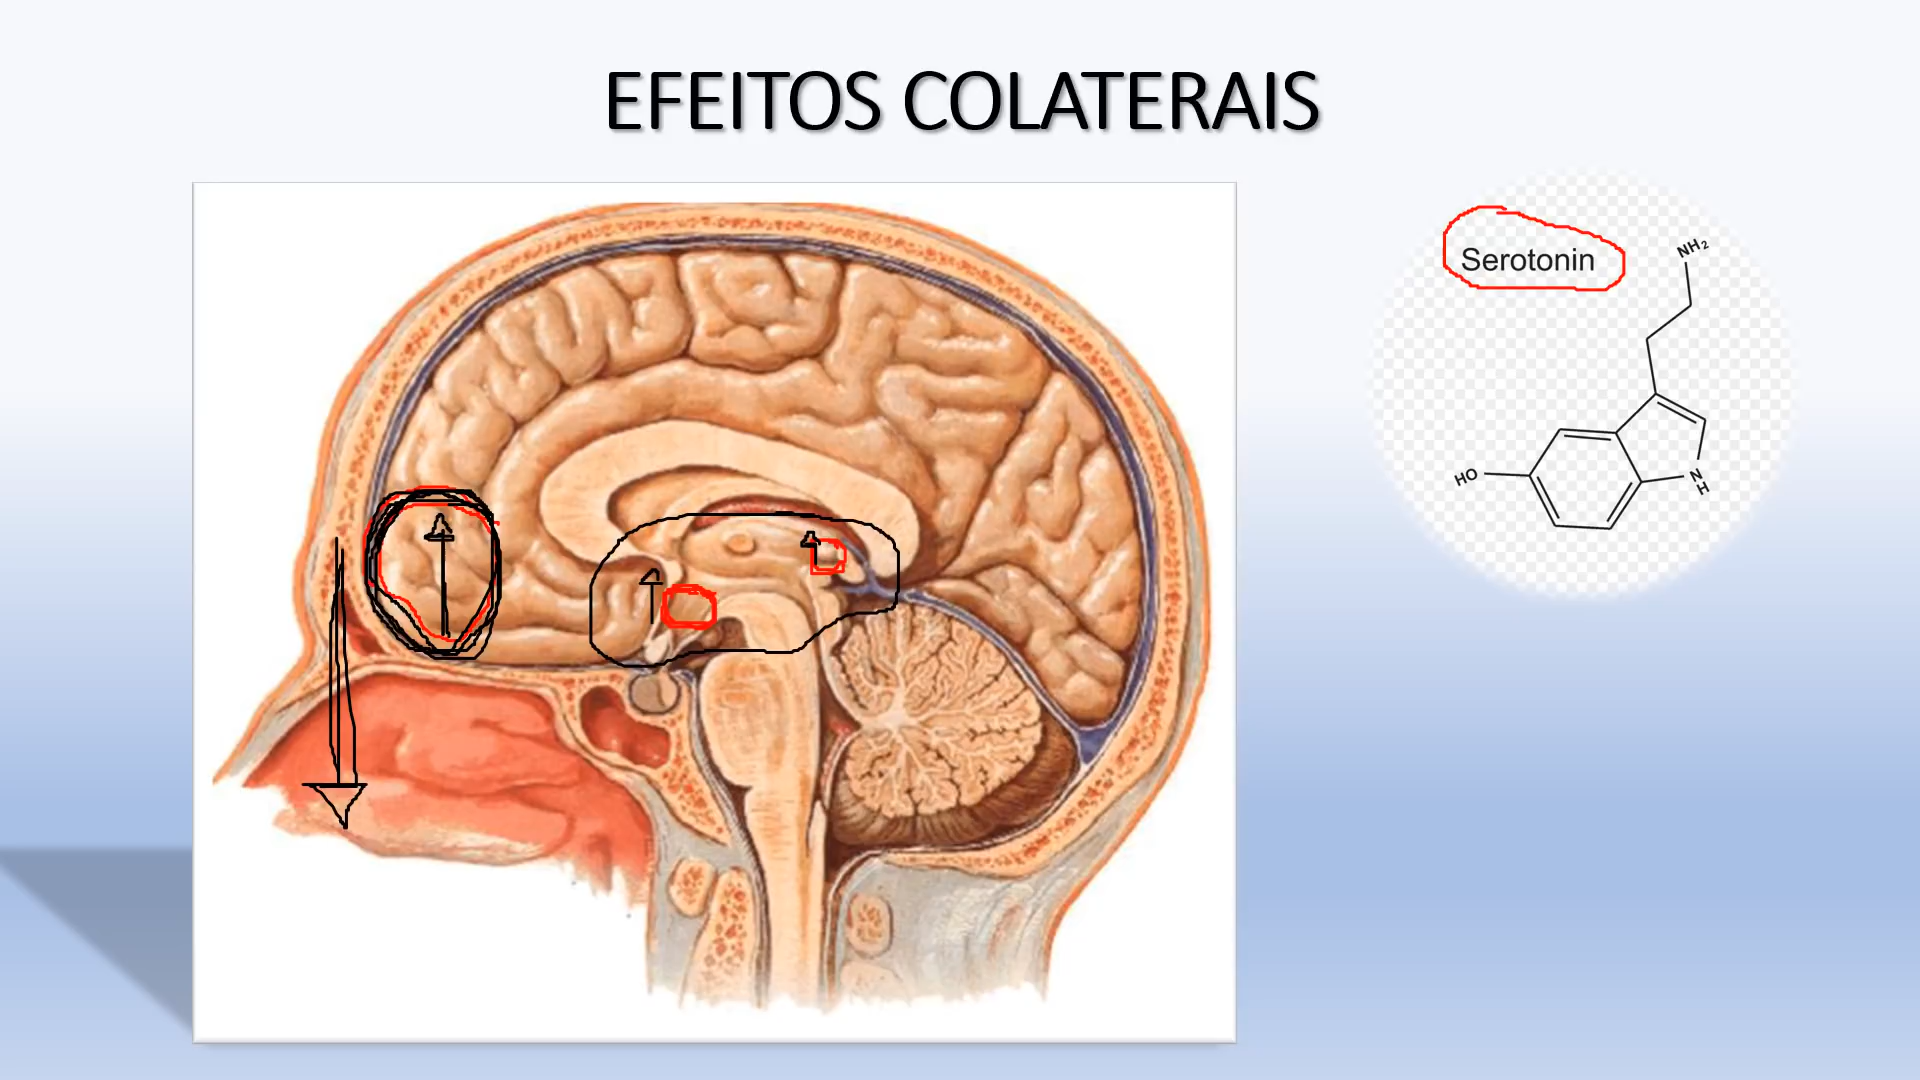 EFEITOS COLATERAIS
Serotonin
NH₂
HO
N
H